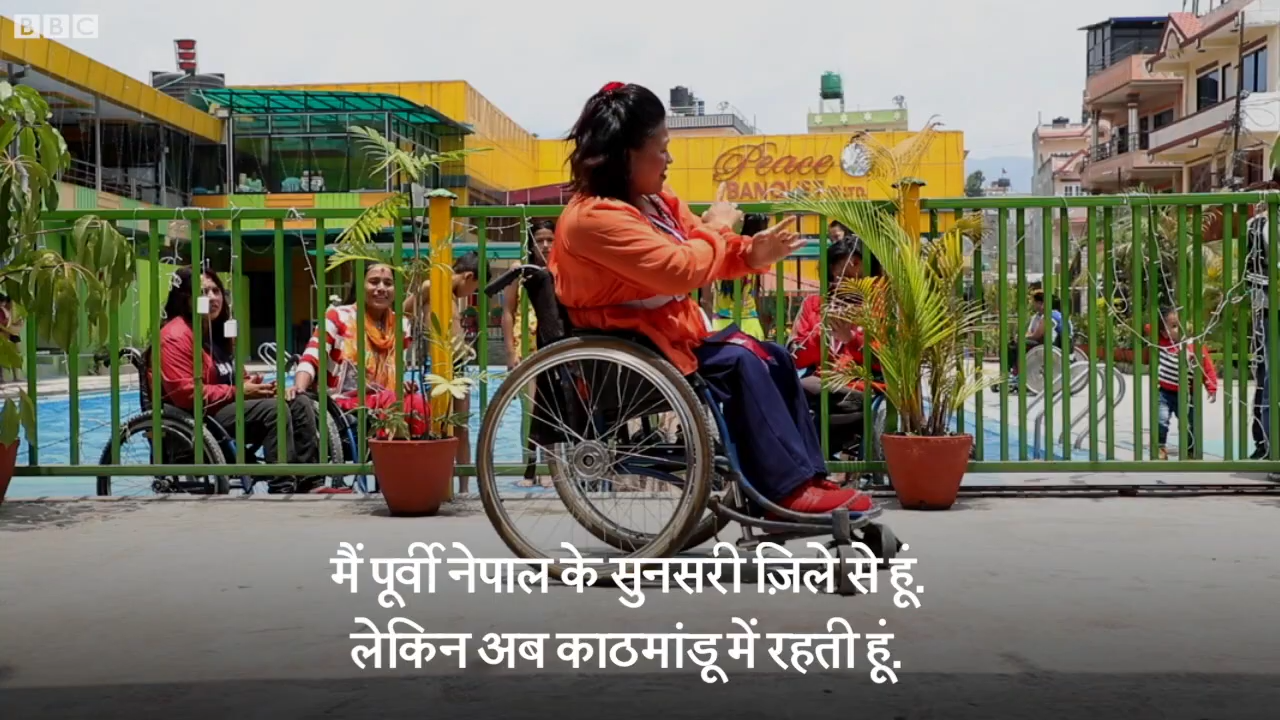 BBC
Peace
BANQUET
मैं पूर्वी नेपाल के सुनसरी ज़िले से हूं.
लेकिन अब काठमांडू में रहती हूं.